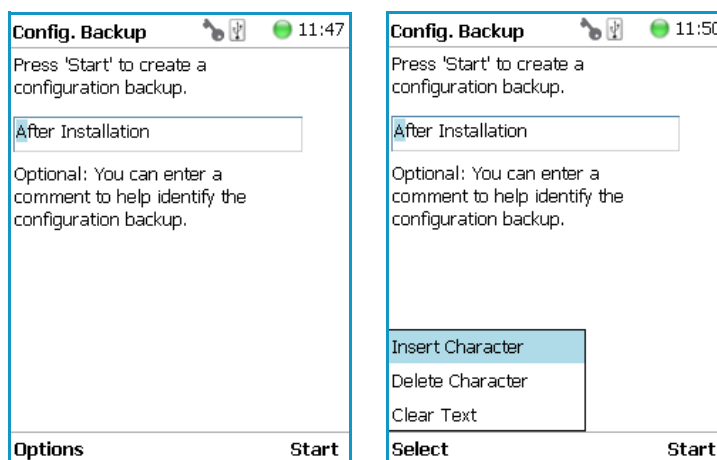 Config. Backup 11:47
Press 'Start' to create a
configuration backup.
After Installation
Optional: You can enter a
comment to help identify the
configuration backup.
Options Start
Config. Backup 11:50
Press 'Start' to create a
configuration backup.
After Installation
Optional: You can enter a
comment to help identify the
configuration backup.
Insert Character
Delete Character
Clear Text
Select Start